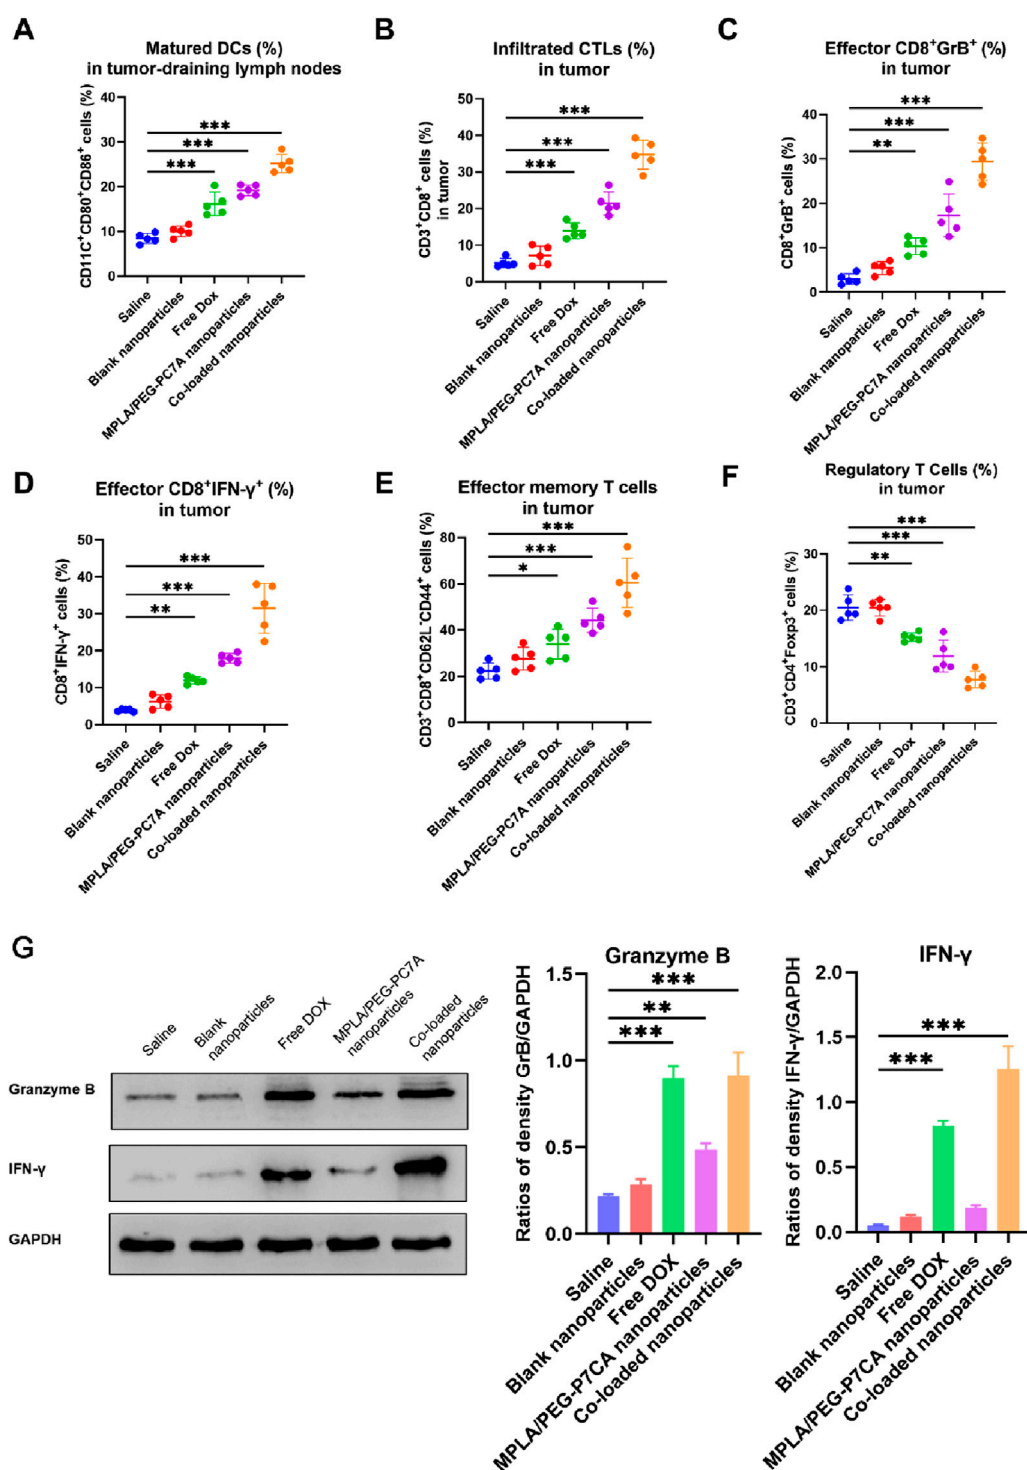 A
Matured DCs (%)
in tumor-draining lymph nodes
CD11C⁺CD80⁺CD86⁺ cells (%)
40
30
20
10
0
***
***
***
Saline
Blank nanoparticles
Free Dox
MPLA/PEG-PC7A nanoparticles
Co-loaded nanoparticles
B
Infiltrated CTLs (%)
in tumor
CD3⁺CD8⁺ cells (%)
in tumor
50
40
30
20
10
0
***
***
***
Saline
Blank nanoparticles
Free Dox
MPLA/PEG-PC7A nanoparticles
Co-loaded nanoparticles
C
Effector CD8⁺GrB⁺ (%)
in tumor
CD8⁺GrB⁺ cells (%)
40
30
20
10
0
***
***
**
Saline
Blank nanoparticles
Free Dox
MPLA/PEG-PC7A nanoparticles
Co-loaded nanoparticles
D
Effector CD8⁺IFN-γ⁺ (%)
in tumor
CD8⁺IFN-γ⁺ cells (%)
50
40
30
20
10
0
***
***
**
Saline
Blank nanoparticles
Free Dox
MPLA/PEG-PC7A nanoparticles
Co-loaded nanoparticles
E
Effector memory T cells
in tumor
CD3⁺CD8⁺CD62L⁻CD44⁺ cells (%)
80
60
40
20
0
***
***
*
Saline
Blank nanoparticles
Free Dox
MPLA/PEG-PC7A nanoparticles
Co-loaded nanoparticles
F
Regulatory T Cells (%)
in tumor
CD3⁺CD4⁺Foxp3⁺ cells (%)
30
20
10
0
***
***
**
Saline
Blank nanoparticles
Free Dox
MPLA/PEG-PC7A nanoparticles
Co-loaded nanoparticles
G
Saline
Blank
nanoparticles
Free DOX
MPLA/PEG-PC7A
nanoparticles
Co-loaded
nanoparticles
Granzyme B
IFN-γ
GAPDH
Granzyme B
Ratios of density GrB/GAPDH
1.5
1.0
0.5
0.0
***
**
***
Saline
Blank nanoparticles
Free DOX
MPLA/PEG-P7CA nanoparticles
Co-loaded nanoparticles
IFN-γ
Ratios of density IFN-γ/GAPDH
2.0
1.5
1.0
0.5
0.0
***
***
Saline
Blank nanoparticles
Free DOX
MPLA/PEG-P7CA nanoparticles
Co-loaded nanoparticles